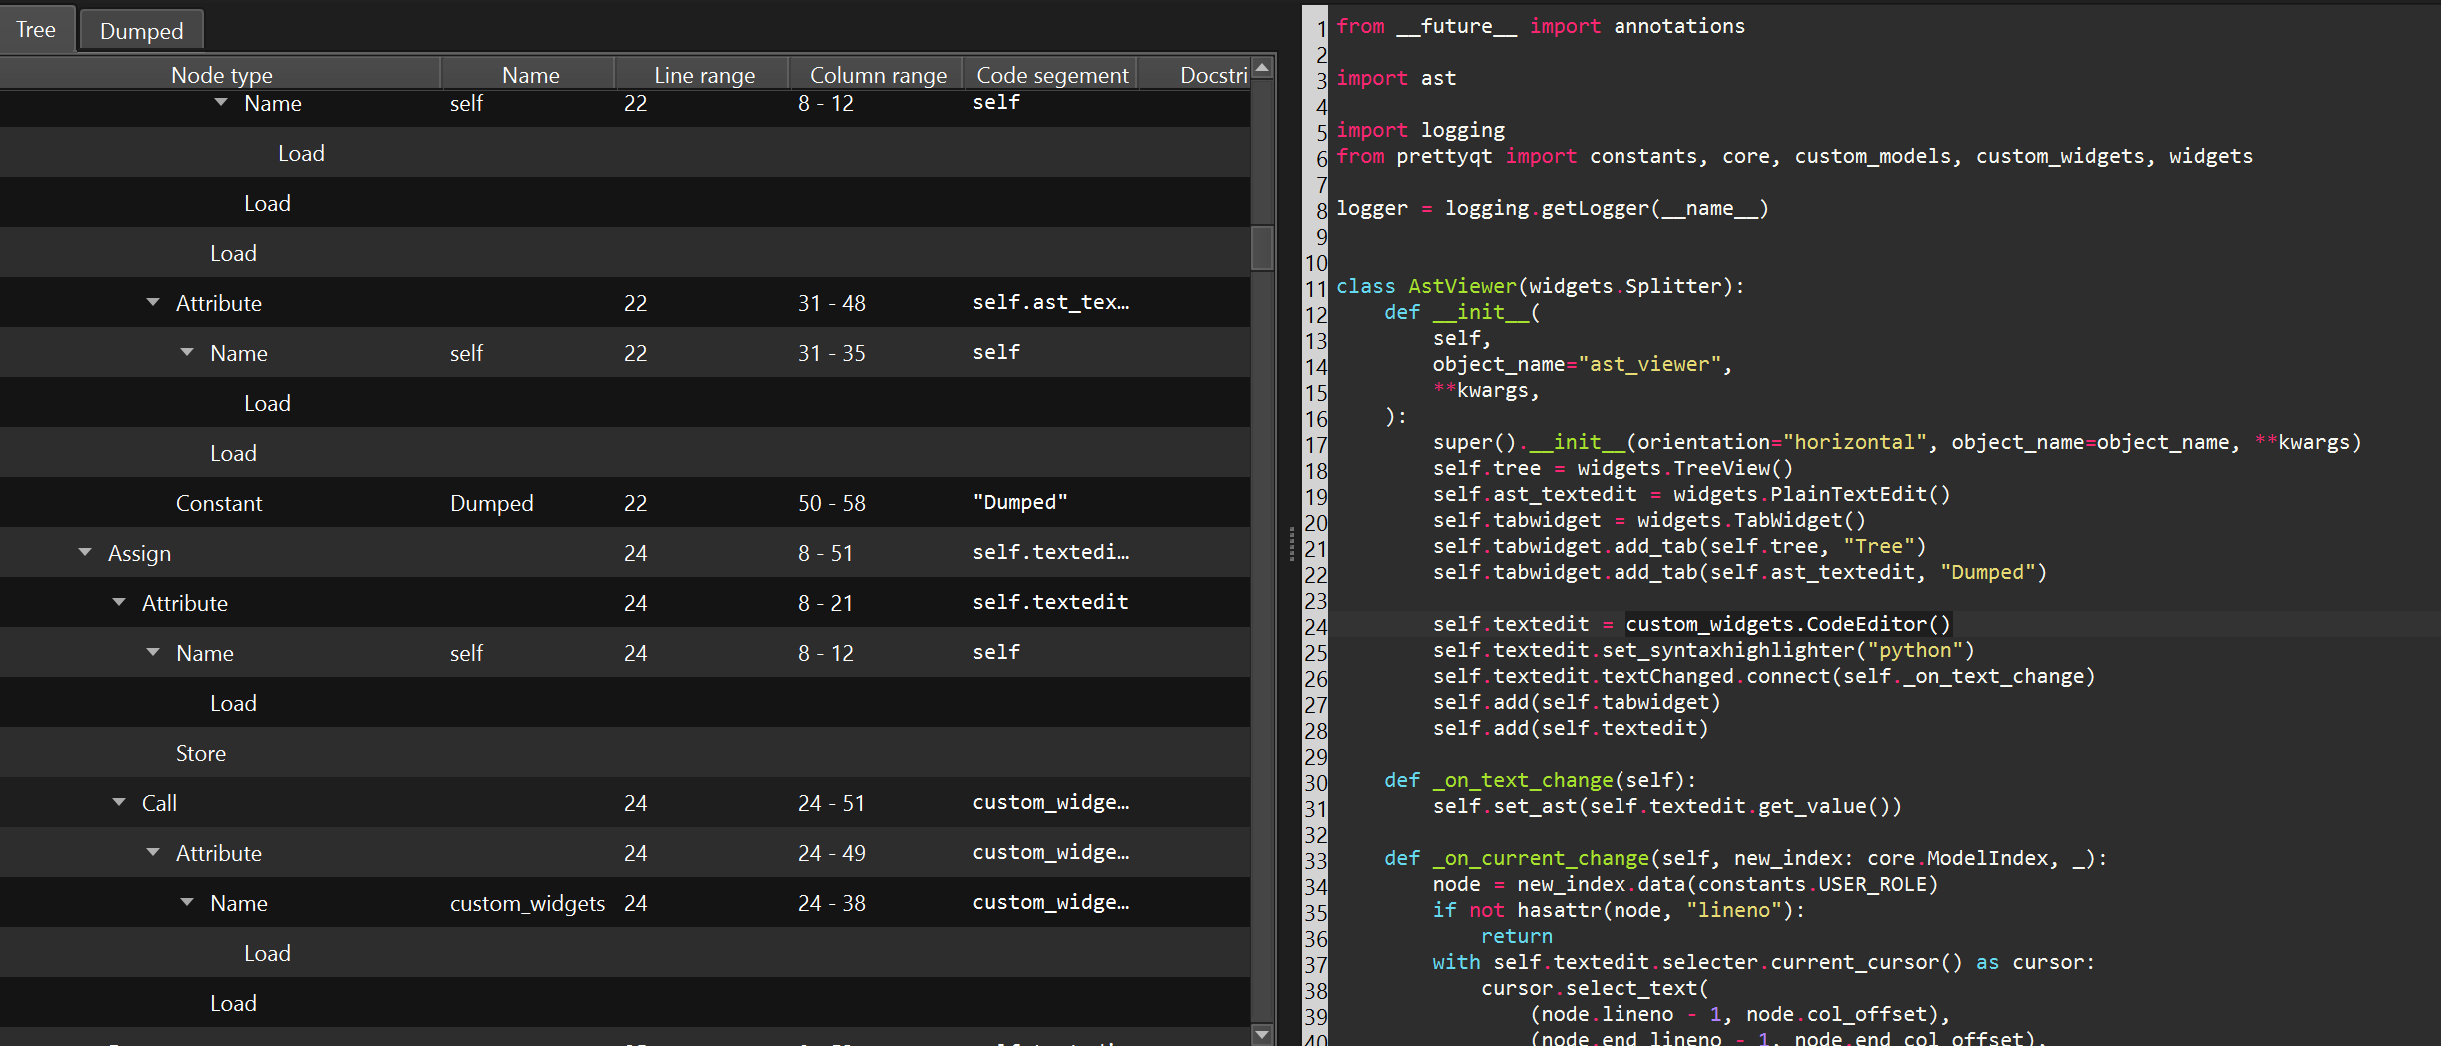 Tree Dumped
Node type Name Line range Column range Code segement Docstri
Name self 22 8 - 12 self
Load
Load
Load
Attribute 22 31 - 48 self.ast_tex…
Name self 22 31 - 35 self
Load
Load
Constant Dumped 22 50 - 58 "Dumped"
Assign 24 8 - 51 self.textedi…
Attribute 24 8 - 21 self.textedit
Name self 24 8 - 12 self
Load
Store
Call 24 24 - 51 custom_widge…
Attribute 24 24 - 49 custom_widge…
Name custom_widgets 24 24 - 38 custom_widge…
Load
Load
1 from __future__ import annotations
2
3 import ast
4
5 import logging
6 from prettyqt import constants, core, custom_models, custom_widgets, widgets
7
8 logger = logging.getLogger(__name__)
9
10
11 class AstViewer(widgets.Splitter):
12     def __init__(
13         self,
14         object_name="ast_viewer",
15         **kwargs,
16     ):
17         super().__init__(orientation="horizontal", object_name=object_name, **kwargs)
18         self.tree = widgets.TreeView()
19         self.ast_textedit = widgets.PlainTextEdit()
20         self.tabwidget = widgets.TabWidget()
21         self.tabwidget.add_tab(self.tree, "Tree")
22         self.tabwidget.add_tab(self.ast_textedit, "Dumped")
23
24         self.textedit = custom_widgets.CodeEditor()
25         self.textedit.set_syntaxhighlighter("python")
26         self.textedit.textChanged.connect(self._on_text_change)
27         self.add(self.tabwidget)
28         self.add(self.textedit)
29
30     def _on_text_change(self):
31         self.set_ast(self.textedit.get_value())
32
33     def _on_current_change(self, new_index: core.ModelIndex, _):
34         node = new_index.data(constants.USER_ROLE)
35         if not hasattr(node, "lineno"):
36             return
37         with self.textedit.selecter.current_cursor() as cursor:
38             cursor.select_text(
39                 (node.lineno - 1, node.col_offset),
40                 (node.end_lineno - 1, node.end_col_offset),